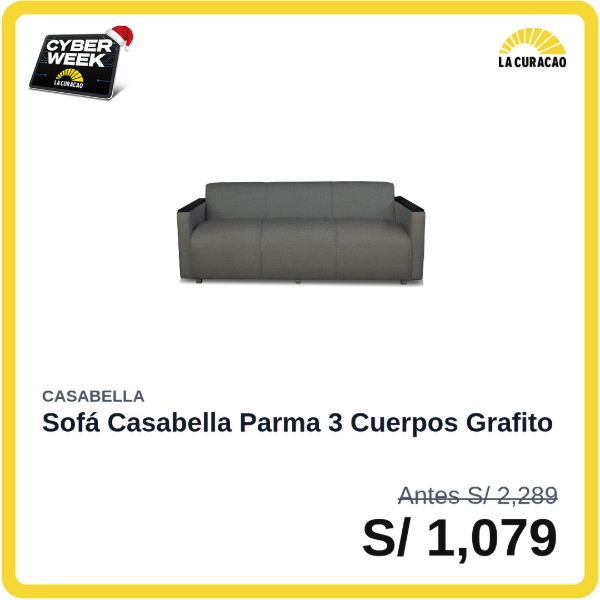 CYBER
WEEK
LA CURACAO
LA CURACAO
CASABELLA
Sofá Casabella Parma 3 Cuerpos Grafito
Antes S/ 2,289
S/ 1,079